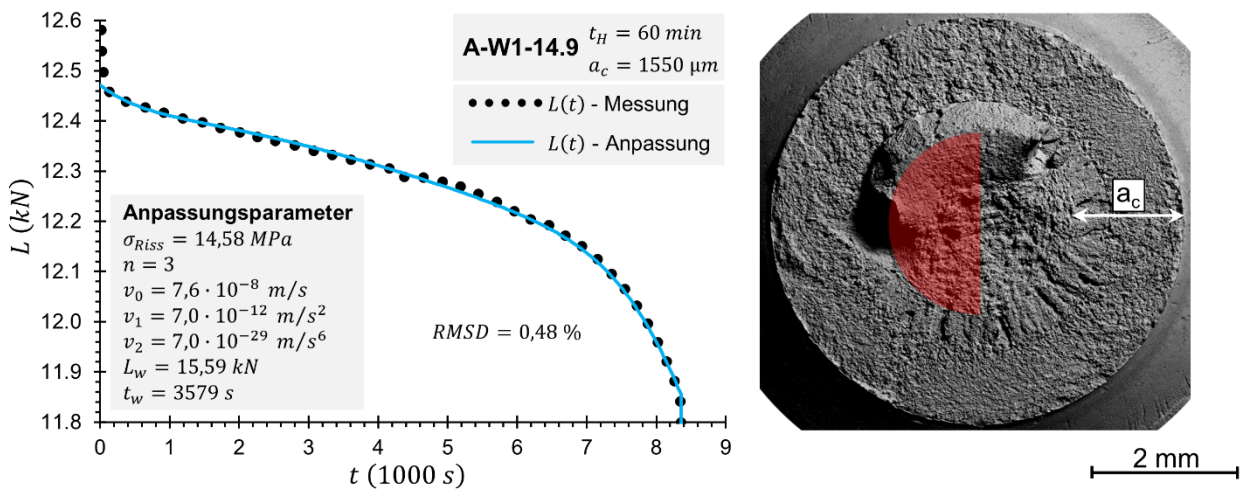 12.6
12.5
12.4
12.3
12.2
12.1
12.0
11.9
11.8
L (kN)
0 1 2 3 4 5 6 7 8 9
t (1000 s)
A-W1-14.9
t_H = 60 min
a_c = 1550 µm
L(t) - Messung
L(t) - Anpassung
Anpassungsparameter
σ_Riss = 14,58 MPa
n = 3
v_0 = 7,6 · 10^−8 m/s
v_1 = 7,0 · 10^−12 m/s^2
v_2 = 7,0 · 10^−29 m/s^6
L_w = 15,59 kN
t_w = 3579 s
RMSD = 0,48 %
a_c
2 mm